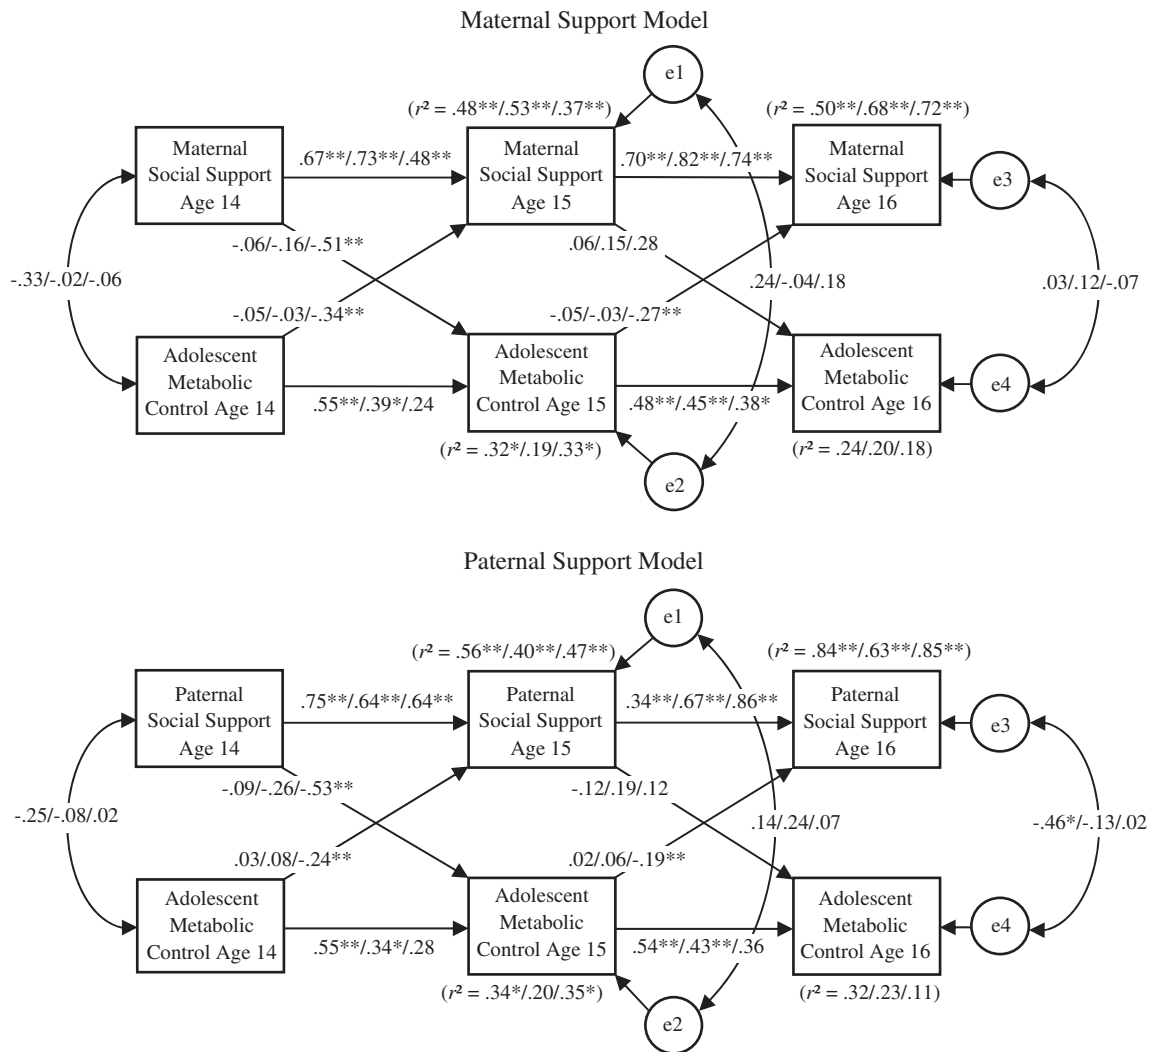 Maternal Support Model
e1
(r² = .48**/.53**/.37**)
(r² = .50**/.68**/.72**)
Maternal
Social Support
Age 14
.67**/.73**/.48**
Maternal
Social Support
Age 15
.70**/.82**/.74**
Maternal
Social Support
Age 16
e3
-.06/-.16/-.51**
.06/.15/.28
-.33/-.02/-.06
.24/-.04/.18
.03/.12/-.07
-.05/-.03/-.34**
-.05/-.03/-.27**
Adolescent
Metabolic
Control Age 14
.55**/.39*/.24
Adolescent
Metabolic
Control Age 15
.48**/.45**/.38*
Adolescent
Metabolic
Control Age 16
e4
(r² = .32*/.19/.33*)
(r² = .24/.20/.18)
e2
Paternal Support Model
e1
(r² = .56**/.40**/.47**)
(r² = .84**/.63**/.85**)
Paternal
Social Support
Age 14
.75**/.64**/.64**
Paternal
Social Support
Age 15
.34**/.67**/.86**
Paternal
Social Support
Age 16
e3
-.09/-.26/-.53**
-.12/.19/.12
-.25/-.08/.02
.14/.24/.07
-.46*/-.13/.02
.03/.08/-.24**
.02/.06/-.19**
Adolescent
Metabolic
Control Age 14
.55**/.34*/.28
Adolescent
Metabolic
Control Age 15
.54**/.43**/.36
Adolescent
Metabolic
Control Age 16
e4
(r² = .34*/.20/.35*)
(r² = .32/.23/.11)
e2